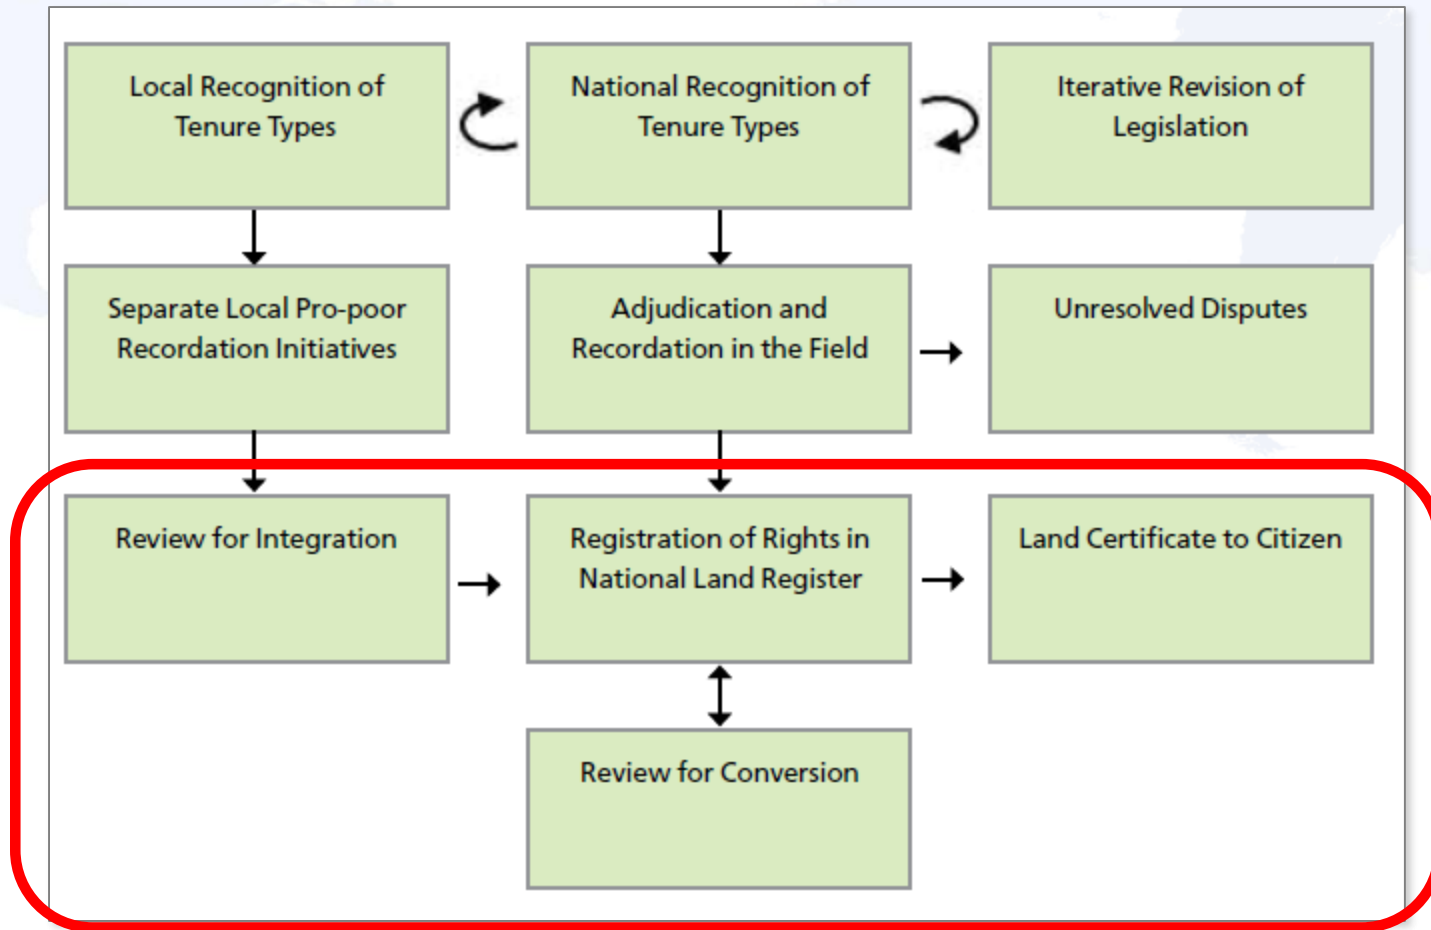 Local Recognition of
Tenure Types
National Recognition of
Tenure Types
Iterative Revision of
Legislation
Separate Local Pro-poor
Recordation Initiatives
Adjudication and
Recordation in the Field
Unresolved Disputes
Review for Integration
Registration of Rights in
National Land Register
Land Certificate to Citizen
Review for Conversion